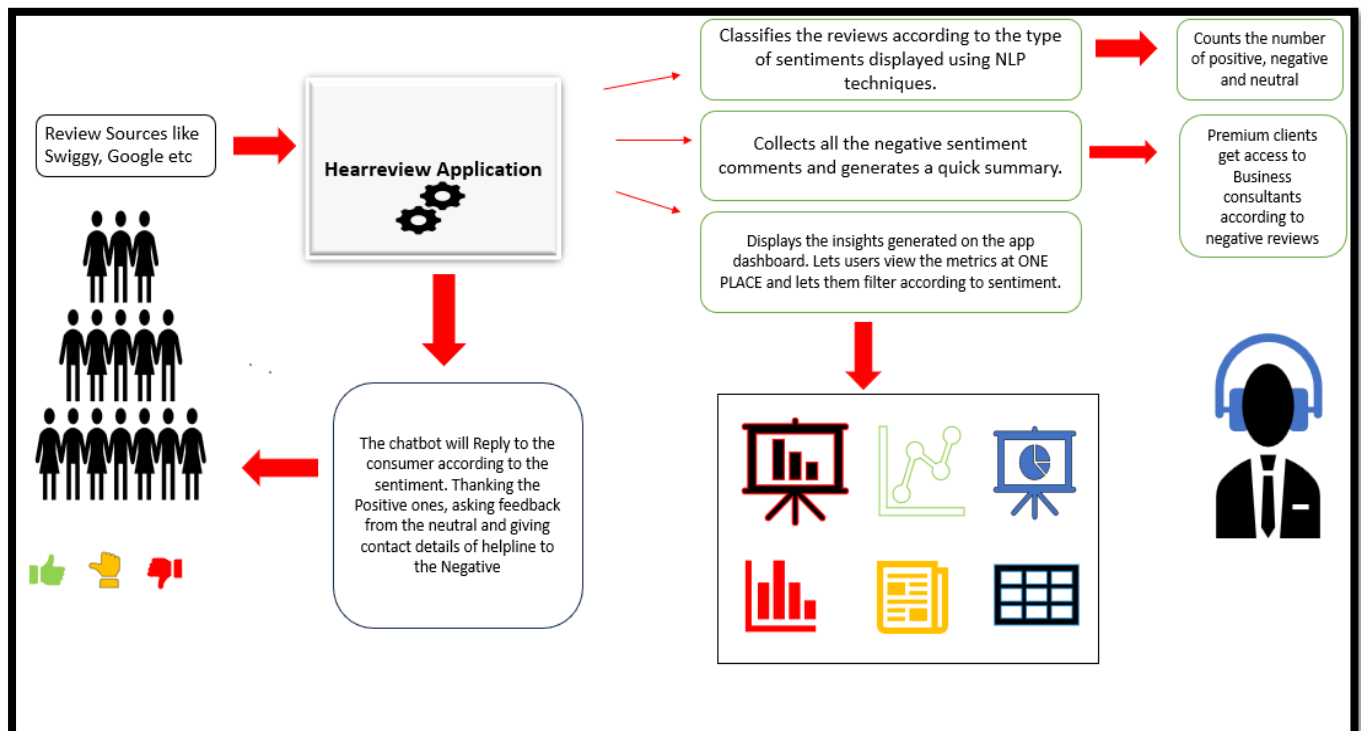 Review Sources like
Swiggy, Google etc
Hearreview Application
Classifies the reviews according to the type
of sentiments displayed using NLP
techniques.
Counts the number
of positive, negative
and neutral
Collects all the negative sentiment
comments and generates a quick summary.
Premium clients
get access to
Business
consultants
according to
negative reviews
Displays the insights generated on the app
dashboard. Lets users view the metrics at ONE
PLACE and lets them filter according to sentiment.
The chatbot will Reply to the
consumer according to the
sentiment. Thanking the
Positive ones, asking feedback
from the neutral and giving
contact details of helpline to
the Negative